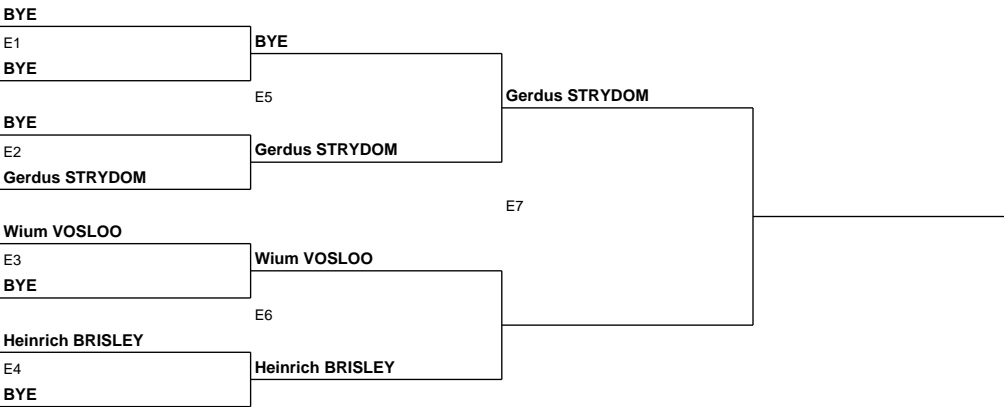 BYE
E1
BYE
BYE
E5
Gerdus STRYDOM
BYE
E2
Gerdus STRYDOM
Gerdus STRYDOM
E7
Wium VOSLOO
E3
Wium VOSLOO
BYE
E6
Heinrich BRISLEY
E4
Heinrich BRISLEY
BYE